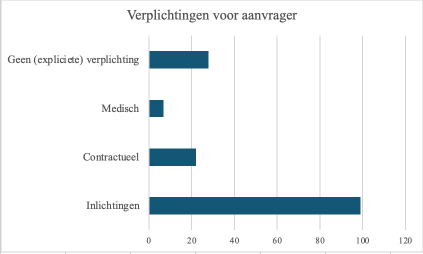 Verplichtingen voor aanvrager
Geen (expliciete) verplichting
Medisch
Contractueel
Inlichtingen
0 20 40 60 80 100 120